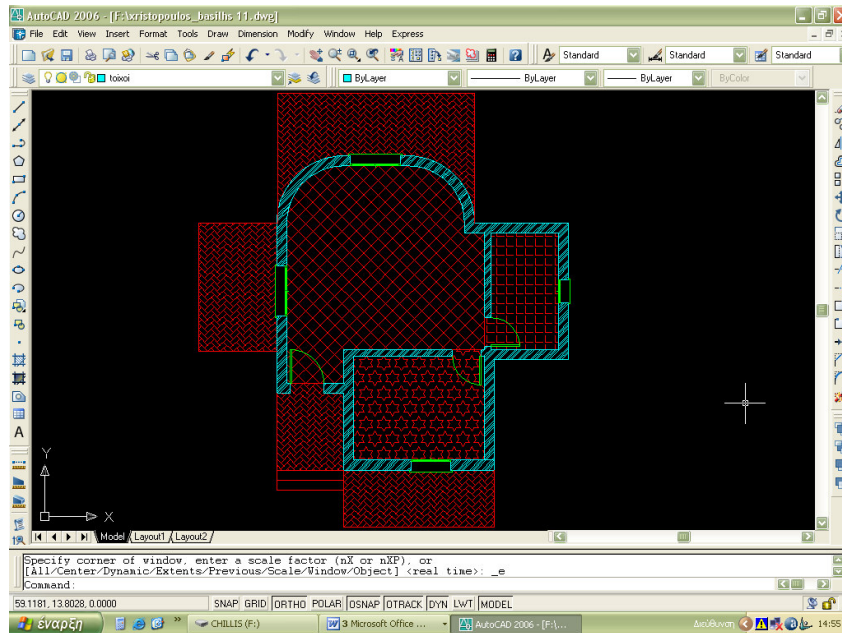 AutoCAD 2006 - [F:\xristopoulos_basilhs 11.dwg]
File Edit View Insert Format Tools Draw Dimension Modify Window Help Express
Standard Standard Standard
toixoi ByLayer ByLayer ByLayer ByColor
A
Y
X
Model Layout1 Layout2
Specify corner of window, enter a scale factor (nX or nXP), or
[All/Center/Dynamic/Extents/Previous/Scale/Window/Object] <real time>: _e
Command:
59.1181, 13.8028, 0.0000 SNAP GRID ORTHO POLAR OSNAP OTRACK DYN LWT MODEL
έναρξη CHILLIS (F:) 3 Microsoft Office ... AutoCAD 2006 - [F:\... Διεύθυνση 14:55